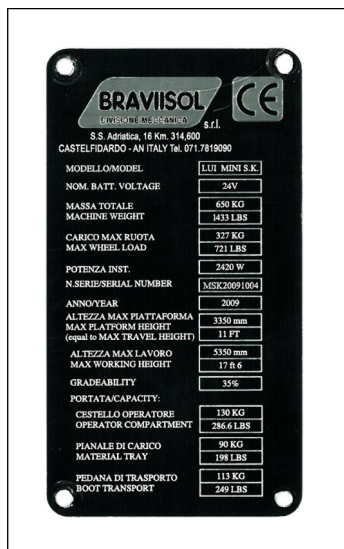 BRAVIISOL
DIVISIONE MECCANICA
s.r.l.
CE
S.S. Adriatica, 16 Km. 314,600
CASTELFIDARDO - AN ITALY Tel. 071.7819090
MODELLO/MODEL LUI MINI S.K.
NOM. BATT. VOLTAGE 24V
MASSA TOTALE 650 KG
MACHINE WEIGHT 1433 LBS
CARICO MAX RUOTA 327 KG
MAX WHEEL LOAD 721 LBS
POTENZA INST. 2420 W
N.SERIE/SERIAL NUMBER MSK20091004
ANNO/YEAR 2009
ALTEZZA MAX PIATTAFORMA 3350 mm
MAX PLATFORM HEIGHT 11 FT
(equal to MAX TRAVEL HEIGHT)
ALTEZZA MAX LAVORO 5350 mm
MAX WORKING HEIGHT 17 ft 6
GRADEABILITY 35%
PORTATA/CAPACITY:
CESTELLO OPERATORE 130 KG
OPERATOR COMPARTMENT 286.6 LBS
PIANALE DI CARICO 90 KG
MATERIAL TRAY 198 LBS
PEDANA DI TRASPORTO 113 KG
BOOT TRANSPORT 249 LBS